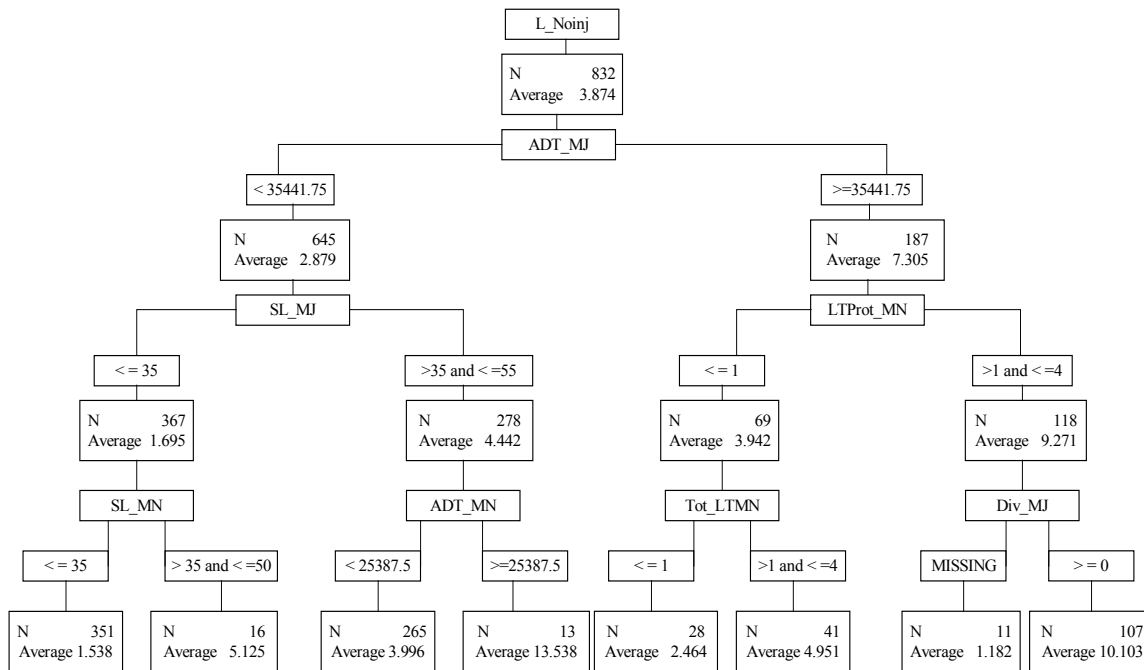 L_Noinj
N 832
Average 3.874
ADT_MJ
< 35441.75
>=35441.75
N 645
Average 2.879
N 187
Average 7.305
SL_MJ
LTProt_MN
< = 35
>35 and < =55
< = 1
>1 and < =4
N 367
Average 1.695
N 278
Average 4.442
N 69
Average 3.942
N 118
Average 9.271
SL_MN
ADT_MN
Tot_LTMN
Div_MJ
< = 35
> 35 and < =50
< 25387.5
>=25387.5
< = 1
>1 and < =4
MISSING
> = 0
N 351
Average 1.538
N 16
Average 5.125
N 265
Average 3.996
N 13
Average 13.538
N 28
Average 2.464
N 41
Average 4.951
N 11
Average 1.182
N 107
Average 10.103